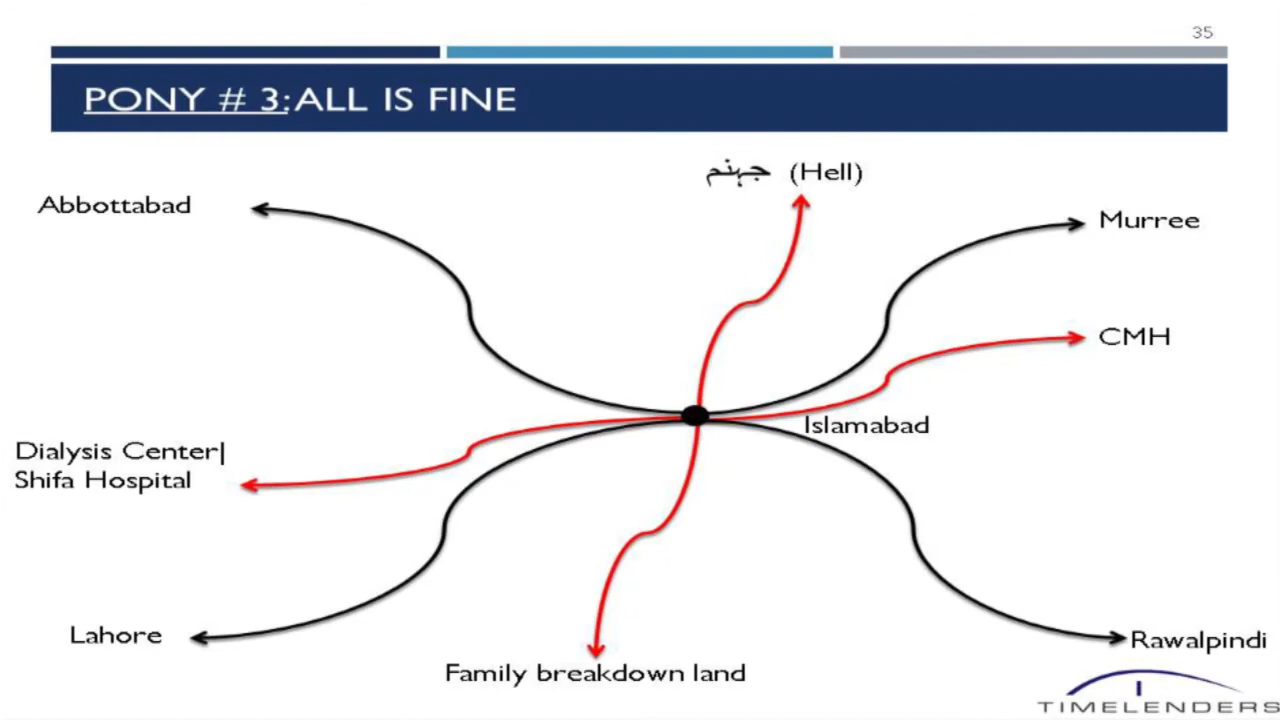 35
PONY # 3: ALL IS FINE
جہنم (Hell)
Abbottabad
Murree
CMH
Islamabad
Dialysis Center|
Shifa Hospital
Lahore
Rawalpindi
Family breakdown land
TIMELENDERS